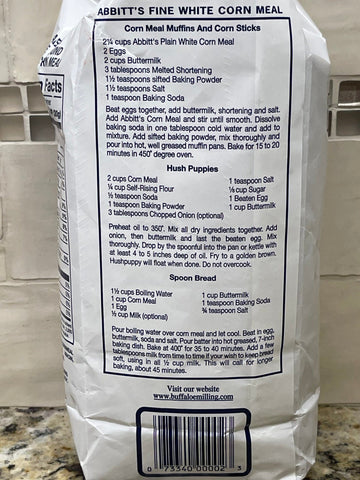 ABBITT'S FINE WHITE CORN MEAL
Corn Meal Muffins And Corn Sticks
2¼ cups Abbitt's Plain White Corn Meal
2 Eggs
2 cups Buttermilk
3 tablespoons Melted Shortening
1½ teaspoons sifted Baking Powder
1½ teaspoons Salt
1 teaspoon Baking Soda
Beat eggs together, add buttermilk, shortening and salt.
Add Abbitt's Corn Meal and stir until smooth. Dissolve
baking soda in one tablespoon cold water and add to
mixture. Add sifted baking powder, mix thoroughly and
pour into hot, well greased muffin pans. Bake for 15 to 20
minutes in 450° degree oven.
Hush Puppies
2 cups Corn Meal 1 teaspoon Salt
¼ cup Self-Rising Flour ⅛ cup Sugar
½ teaspoon Soda 1 Beaten Egg
1 teaspoon Baking Powder 1 cup Buttermilk
3 tablespoons Chopped Onion (optional)
Preheat oil to 350°. Mix all dry ingredients together. Add
onion, then buttermilk and last the beaten egg. Mix
thoroughly. Drop by the spoonful into the pan or kettle with
at least 4 to 5 inches deep of oil. Fry to a golden brown.
Hushpuppy will float when done. Do not overcook.
Spoon Bread
1½ cups Boiling Water 1 cup Buttermilk
1 cup Corn Meal 1 teaspoon Baking Soda
1 Egg ¾ teaspoon Salt
½ cup Milk (optional)
Pour boiling water over corn meal and let cool. Beat in egg,
buttermilk, soda and salt. Pour batter into hot greased, 7-inch
baking dish. Bake at 400° for 35 to 40 minutes. Add a few
tablespoons milk from time to time if your wish to keep bread
soft, using in all ½ cup milk. This will call for longer
baking, about 45 minutes.
Visit our website
www.buffaloemilling.com
0 73340 00002 3
MEAL
Facts